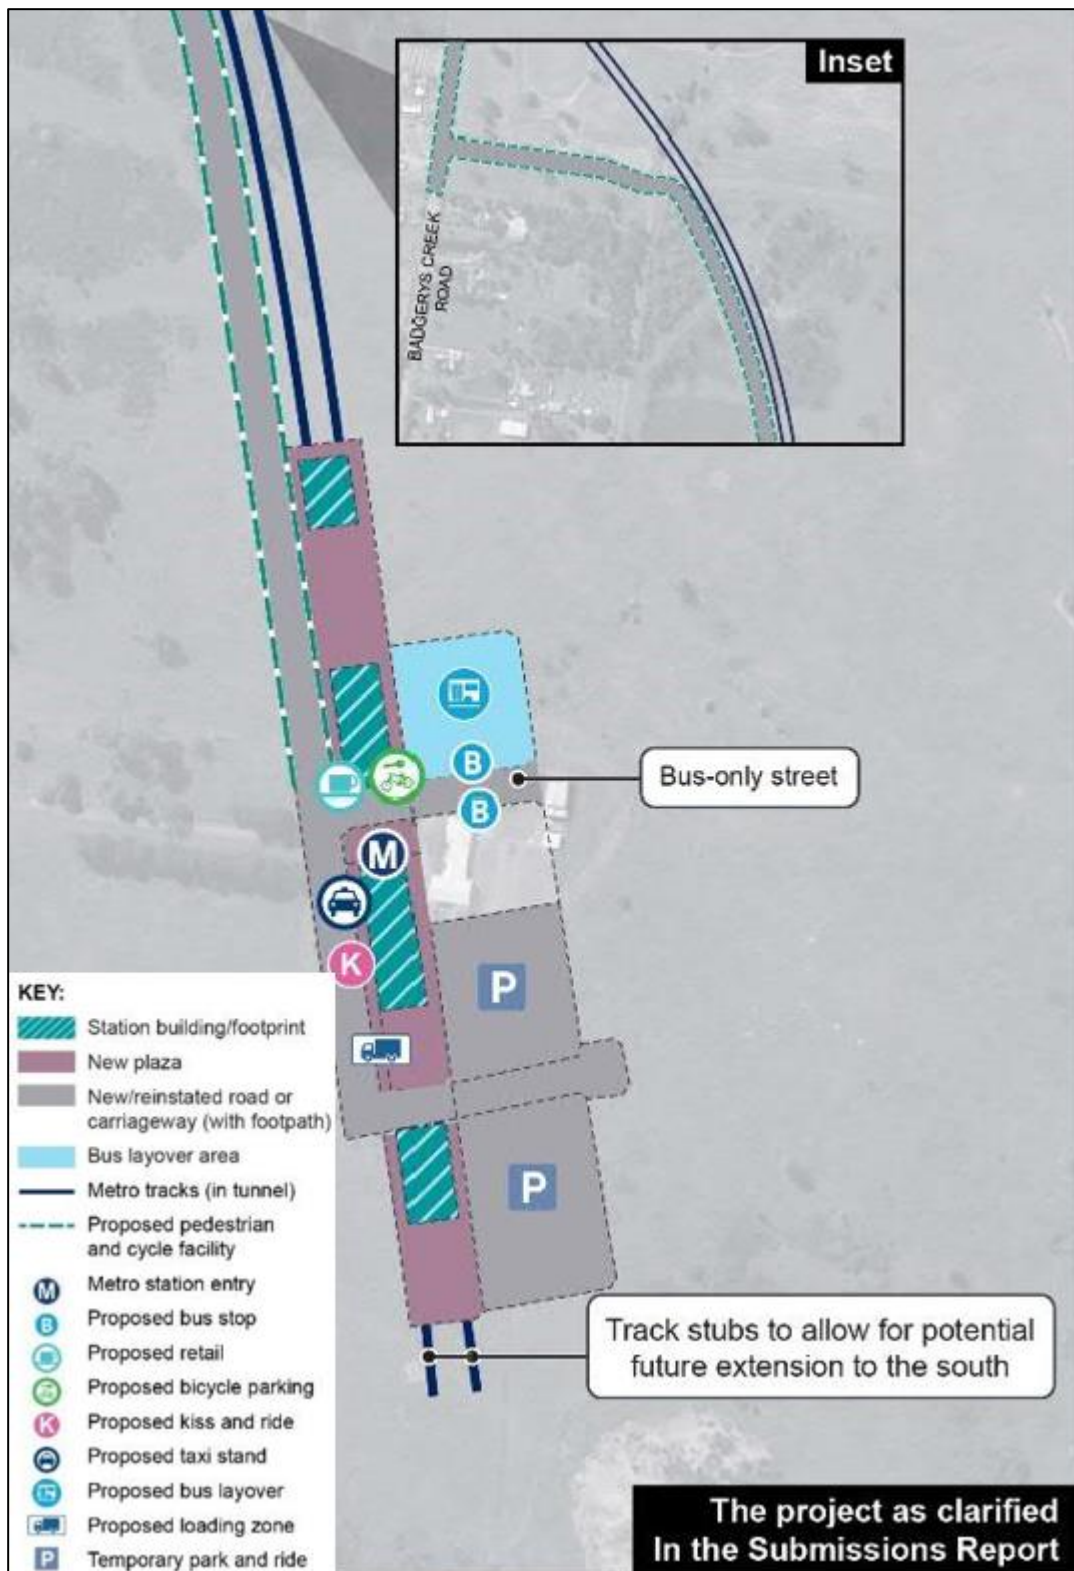 Inset
BADGERYS CREEK
ROAD
B
Bus-only street
B
M
K
P
P
KEY:
Station building/footprint
New plaza
New/reinstated road or
carriageway (with footpath)
Bus layover area
Metro tracks (in tunnel)
Proposed pedestrian
and cycle facility
M Metro station entry
B Proposed bus stop
Proposed retail
Proposed bicycle parking
K Proposed kiss and ride
Proposed taxi stand
Proposed bus layover
Proposed loading zone
P Temporary park and ride
Track stubs to allow for potential
future extension to the south
The project as clarified
In the Submissions Report